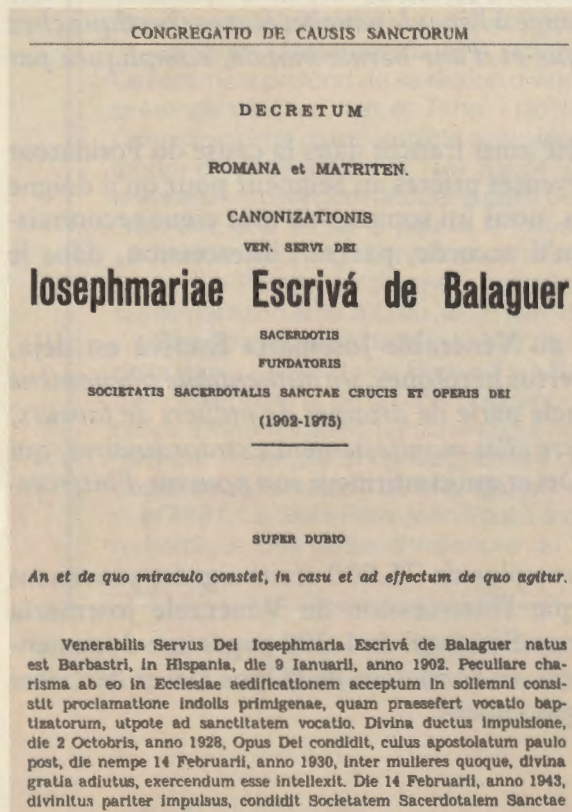 CONGREGATIO DE CAUSIS SANCTORUM
DECRETUM
ROMANA et MATRITEN.
CANONIZATIONIS
VEN. SERVI DEI
Iosephmariae Escrivá de Balaguer
SACERDOTIS
FUNDATORIS
SOCIETATIS SACERDOTALIS SANCTAE CRUCIS ET OPERIS DEI
(1902-1975)
SUPER DUBIO
An et de quo miraculo constet, in casu et ad effectum de quo agitur.
Venerabilis Servus Dei Iosephmaria Escrivá de Balaguer natus
est Barbastri, in Hispania, die 9 Ianuarii, anno 1902. Peculiare cha-
risma ab eo in Ecclesiae aedificationem acceptum in sollemni consi-
stit proclamatione indolis primigenae, quam praesefert vocatio bap-
tizatorum, utpote ad sanctitatem vocatio. Divina ductus impulsione,
die 2 Octobris, anno 1928, Opus Dei condidit, cuius apostolatum paulo
post, die nempe 14 Februarii, anno 1930, inter mulieres quoque, divina
gratia adiutus, exercendum esse intellexit. Die 14 Februarii, anno 1943,
divinitus pariter impulsus, condidit Societatem Sacerdotalem Sanctae